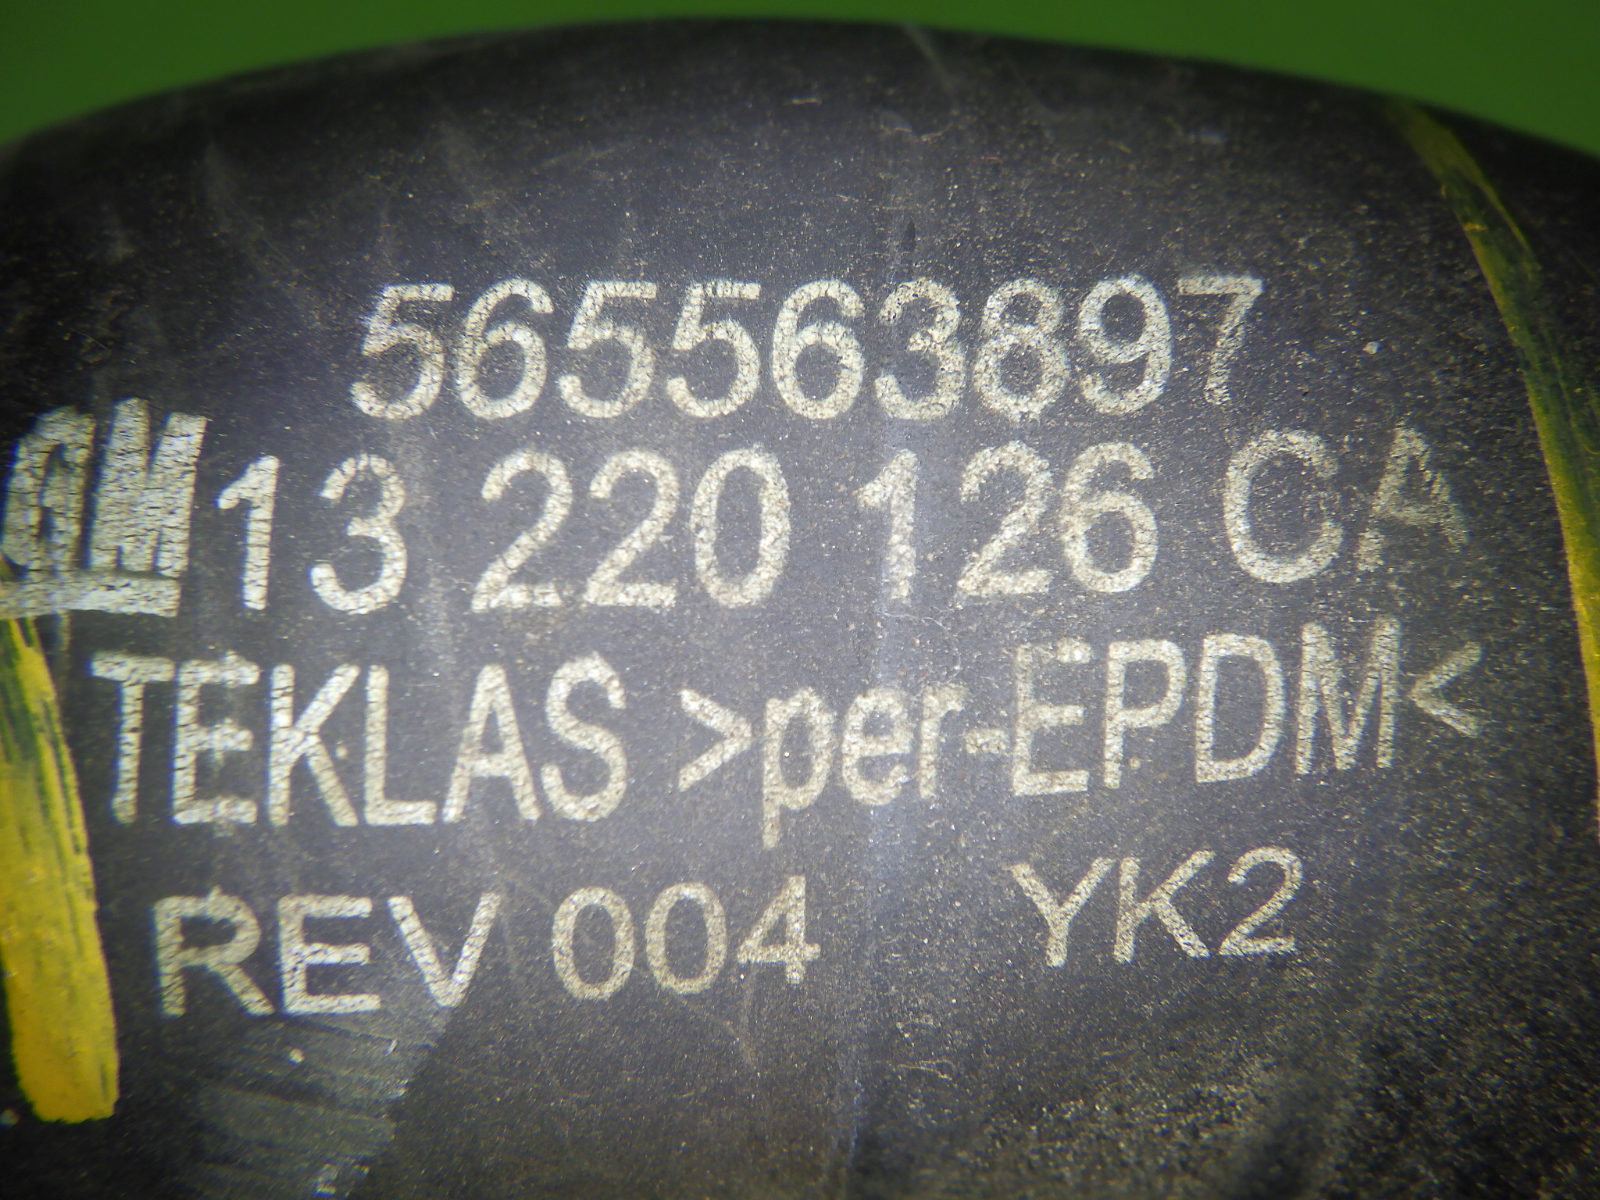 565563897
GM 13 220 126 CA
TEKLAS >per-EPDM<
REV 004 YK2